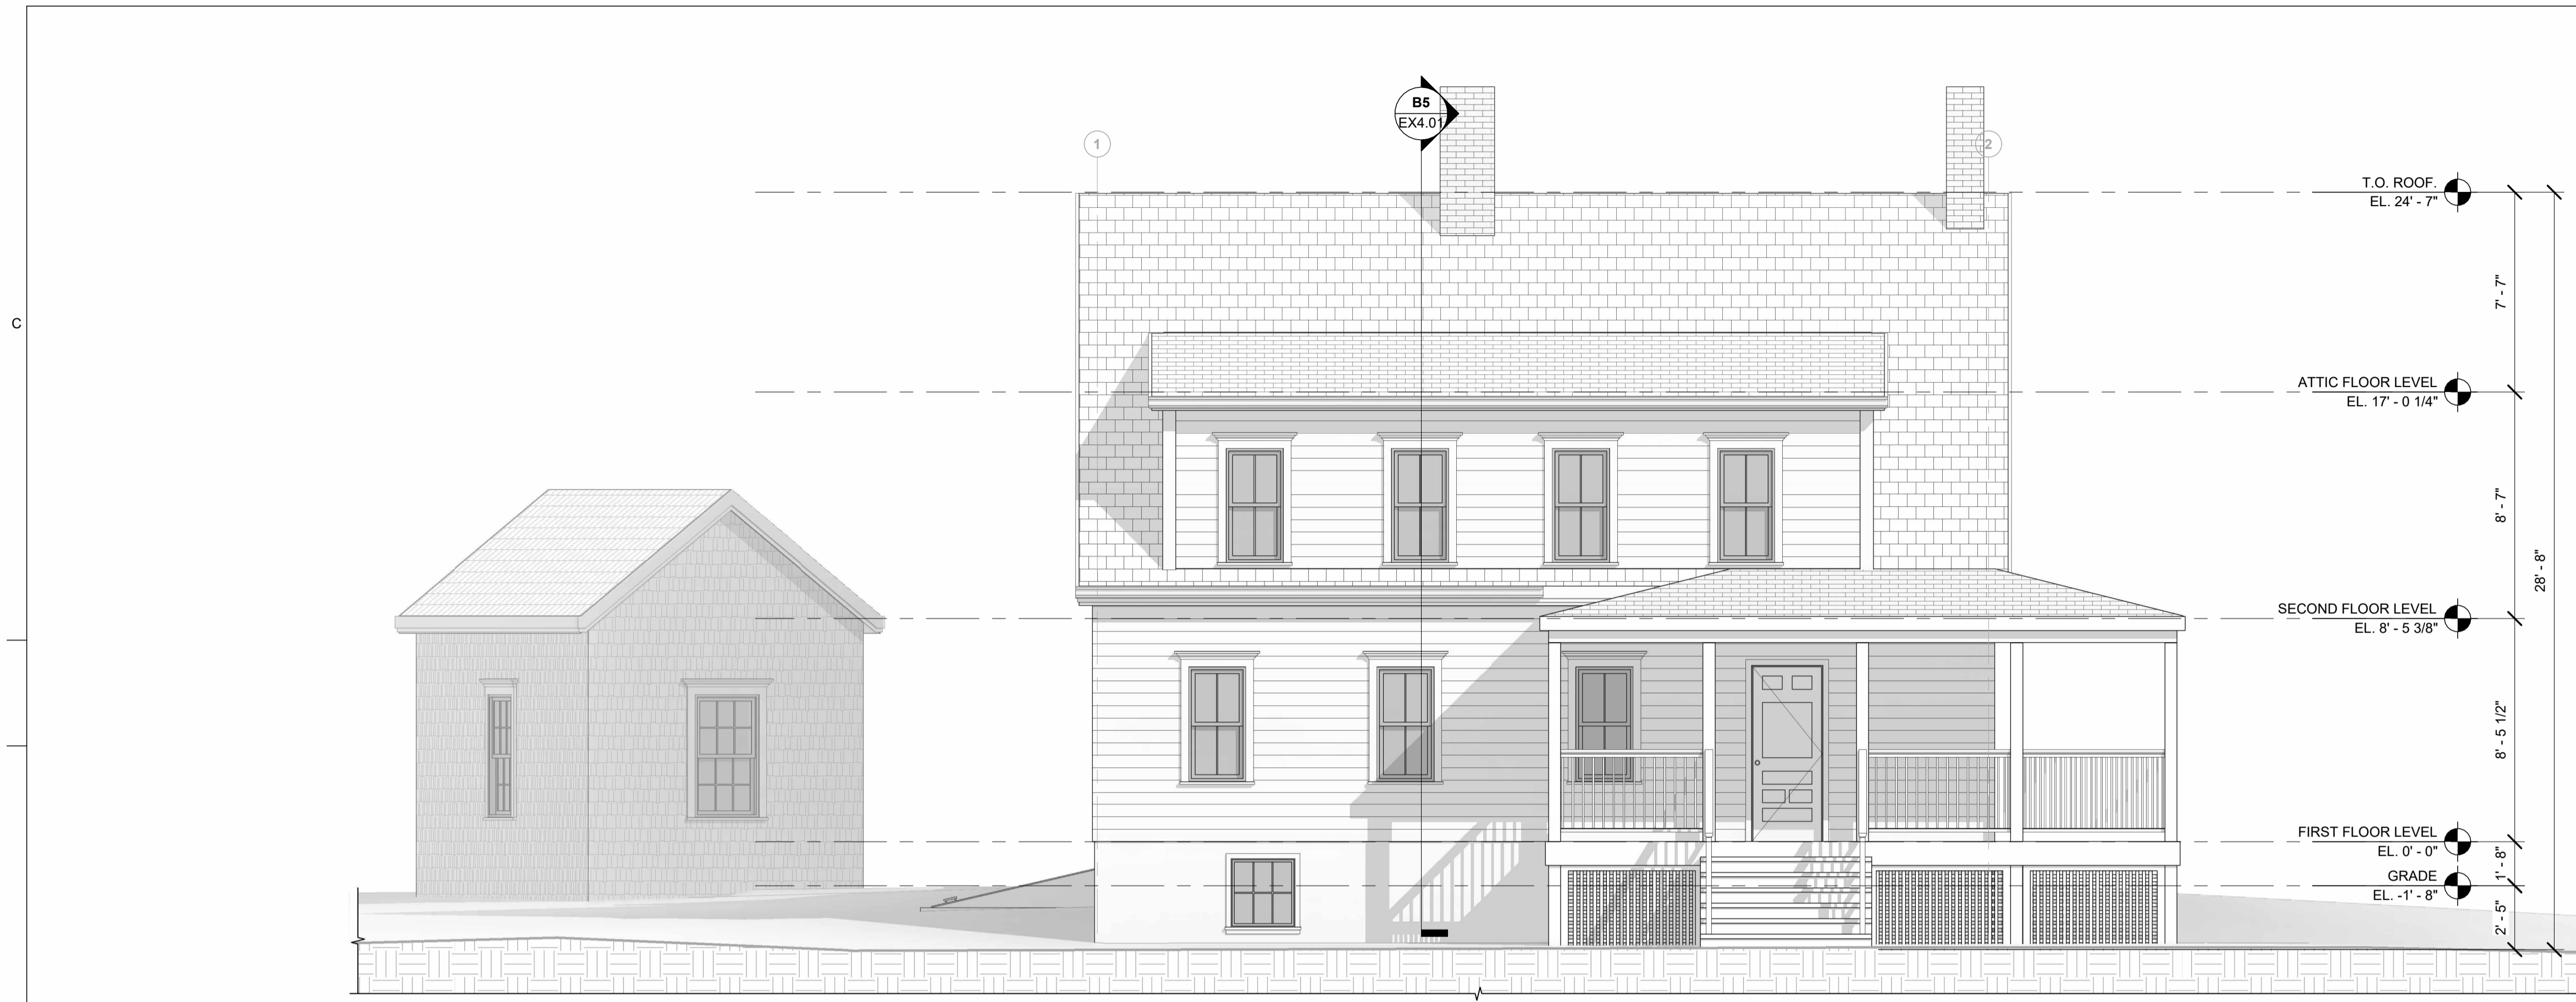 B5
EX4.01
1
2
C
T.O. ROOF.
EL. 24' - 7"
7' - 7"
ATTIC FLOOR LEVEL
EL. 17' - 0 1/4"
8' - 7"
28' - 8"
SECOND FLOOR LEVEL
EL. 8' - 5 3/8"
8' - 5 1/2"
FIRST FLOOR LEVEL
EL. 0' - 0"
1' - 8"
GRADE
EL. -1' - 8"
2' - 5"